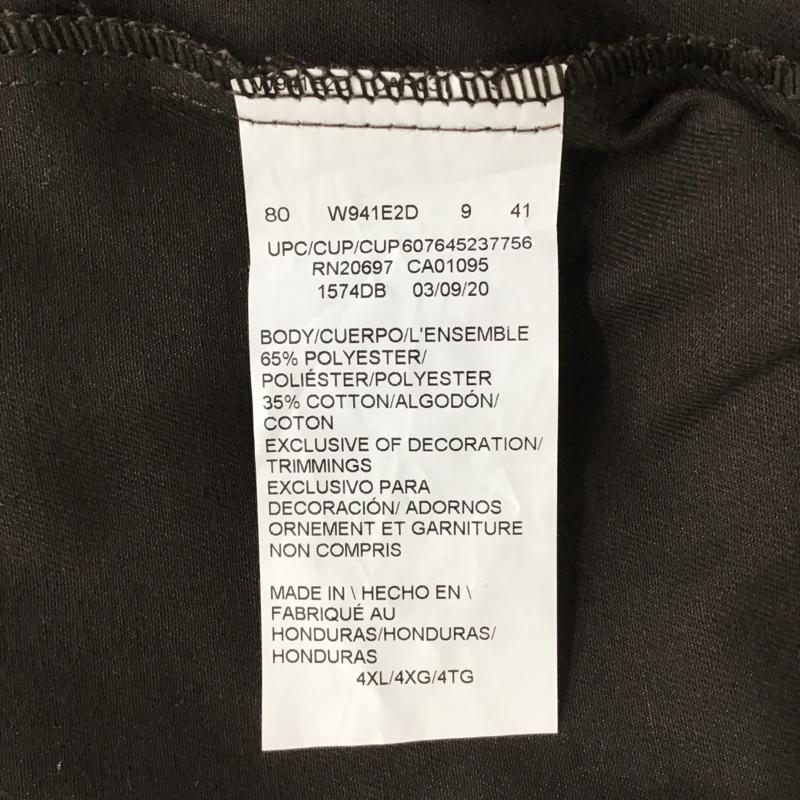 80 W941E2D 9 41
UPC/CUP/CUP607645237756
RN20697 CA01095
1574DB 03/09/20
BODY/CUERPO/L'ENSEMBLE
65% POLYESTER/
POLIÉSTER/POLYESTER
35% COTTON/ALGODÓN/
COTON
EXCLUSIVE OF DECORATION/
TRIMMINGS
EXCLUSIVO PARA
DECORACIÓN/ ADORNOS
ORNEMENT ET GARNITURE
NON COMPRIS
MADE IN \ HECHO EN \
FABRIQUÉ AU
HONDURAS/HONDURAS/
HONDURAS
4XL/4XG/4TG